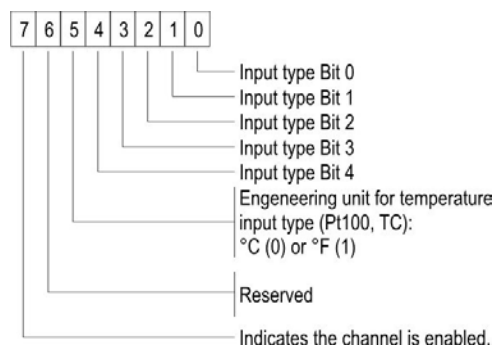 7 6 5 4 3 2 1 0
Input type Bit 0
Input type Bit 1
Input type Bit 2
Input type Bit 3
Input type Bit 4
Engeneering unit for temperature
input type (Pt100, TC):
°C (0) or °F (1)
Reserved
Indicates the channel is enabled.